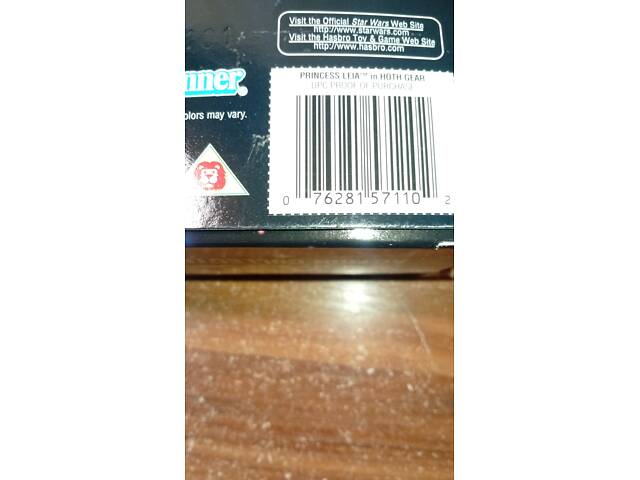 Visit the Official Star Wars Web Site
http://www.starwars.com
Visit the Hasbro Toy & Game Web Site
http://www.hasbro.com
PRINCESS LEIA™ in HOTH GEAR
UPC PROOF OF PURCHASE
nner®
olors may vary.
0 76281 57110 2